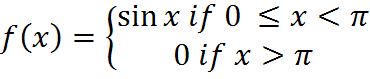 f(x) = { sin x if 0 ≤ x < π
0 if x > π